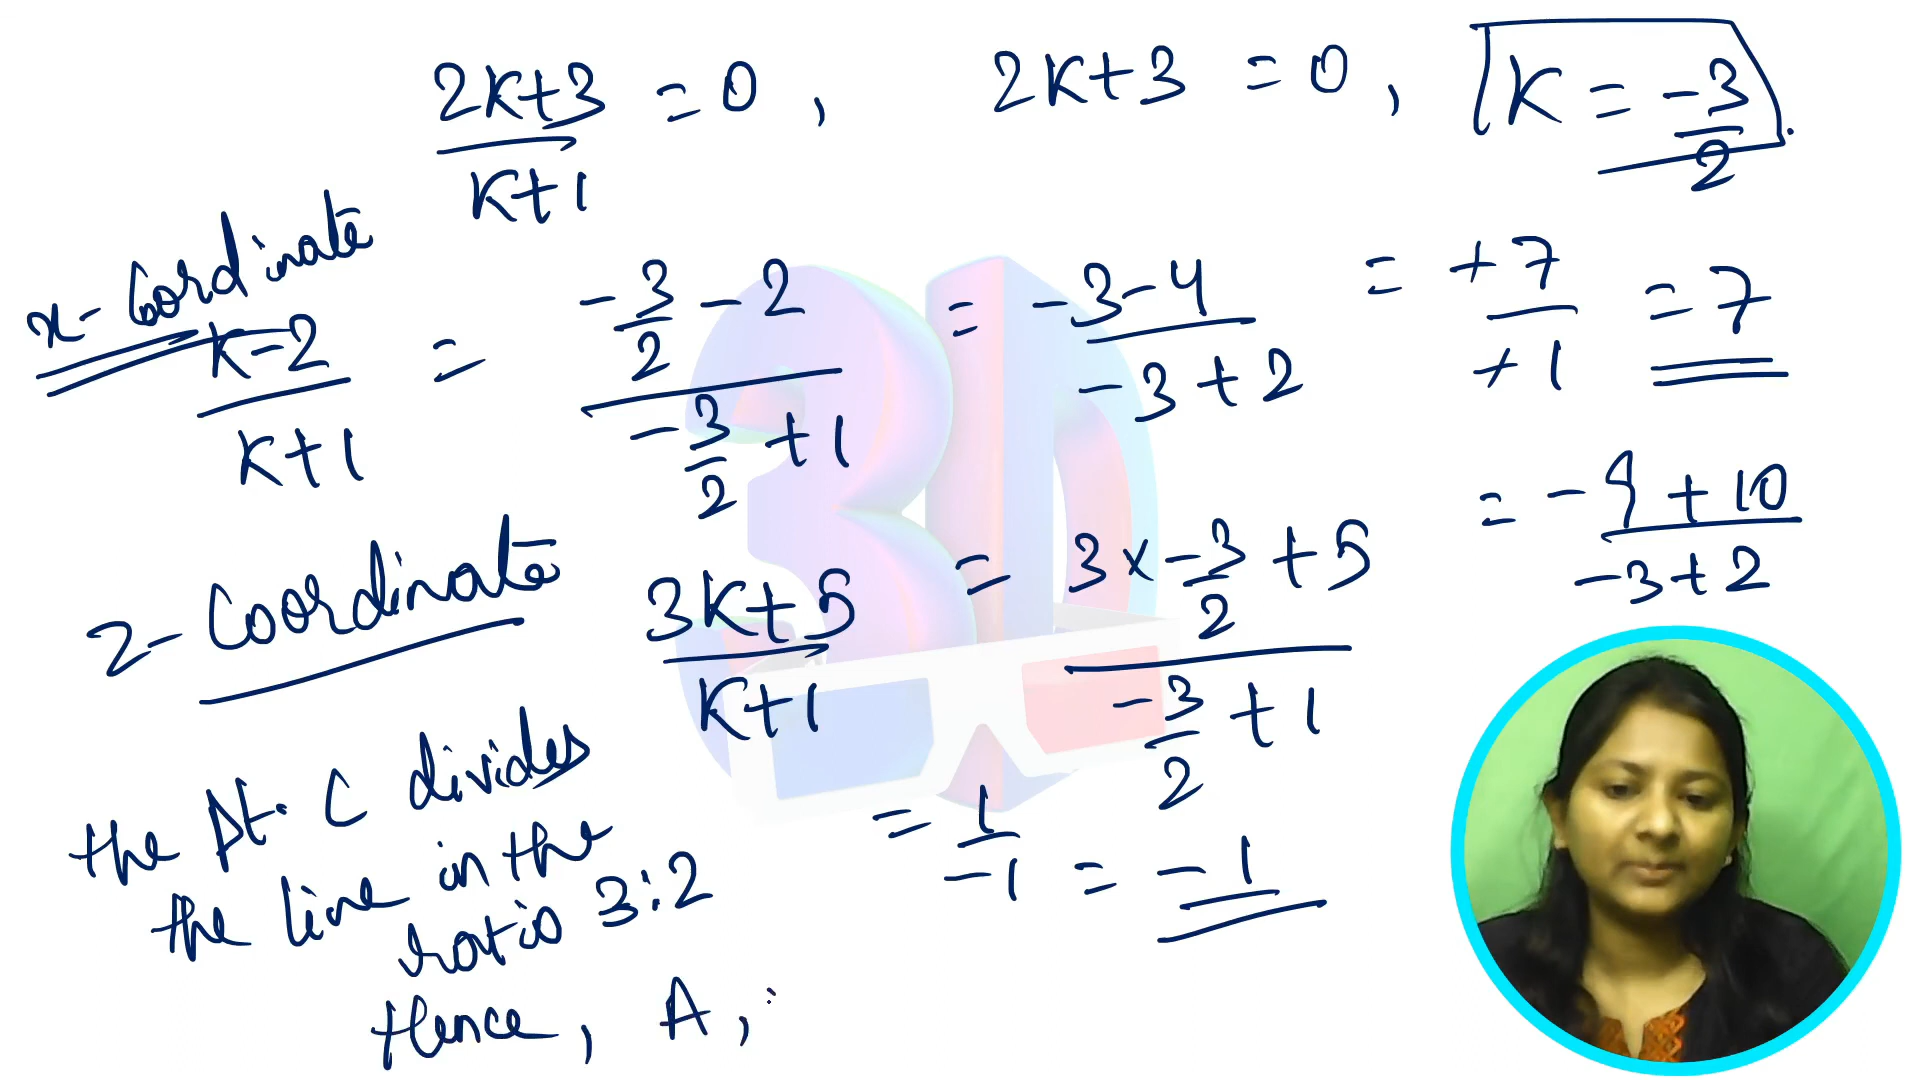 2K+3/K+1 = 0 , 2K+3 = 0 , K = -3/2 .
x-Coordinate
K-2/K+1 = (-3/2 - 2)/(-3/2 + 1) = -3-4/-3+2 = +7/+1 = 7
z-Coordinate 3K+5/K+1 = (3 x -3/2 + 5)/(-3/2 + 1) = -9+10/-3+2
= 1/-1 = -1
the pt. C divides
the line in the
ratio 3:2
Hence, A,
3D